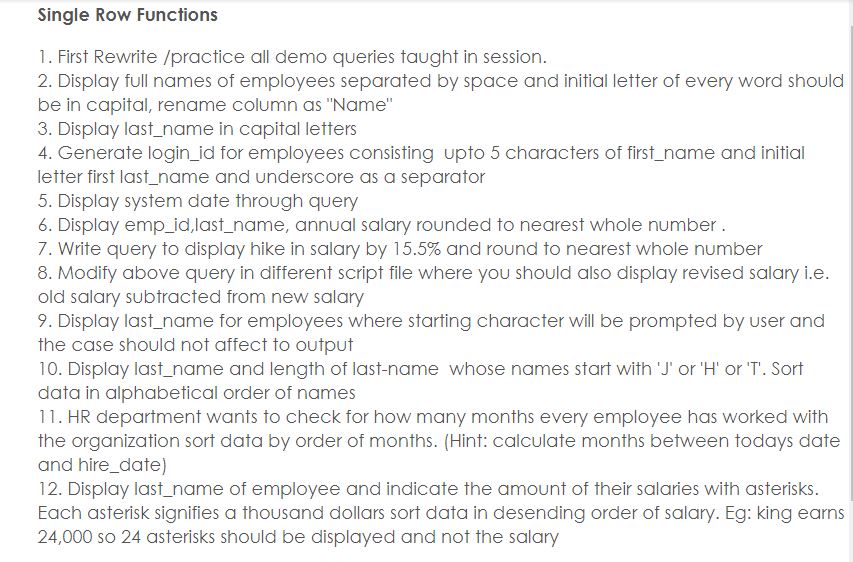 Single Row Functions
1. First Rewrite /practice all demo queries taught in session.
2. Display full names of employees separated by space and initial letter of every word should
be in capital, rename column as "Name"
3. Display last_name in capital letters
4. Generate login_id for employees consisting  upto 5 characters of first_name and initial
letter first last_name and underscore as a separator
5. Display system date through query
6. Display emp_id,last_name, annual salary rounded to nearest whole number .
7. Write query to display hike in salary by 15.5% and round to nearest whole number
8. Modify above query in different script file where you should also display revised salary i.e.
old salary subtracted from new salary
9. Display last_name for employees where starting character will be prompted by user and
the case should not affect to output
10. Display last_name and length of last-name  whose names start with 'J' or 'H' or 'T'. Sort
data in alphabetical order of names
11. HR department wants to check for how many months every employee has worked with
the organization sort data by order of months. (Hint: calculate months between todays date
and hire_date)
12. Display last_name of employee and indicate the amount of their salaries with asterisks.
Each asterisk signifies a thousand dollars sort data in desending order of salary. Eg: king earns
24,000 so 24 asterisks should be displayed and not the salary